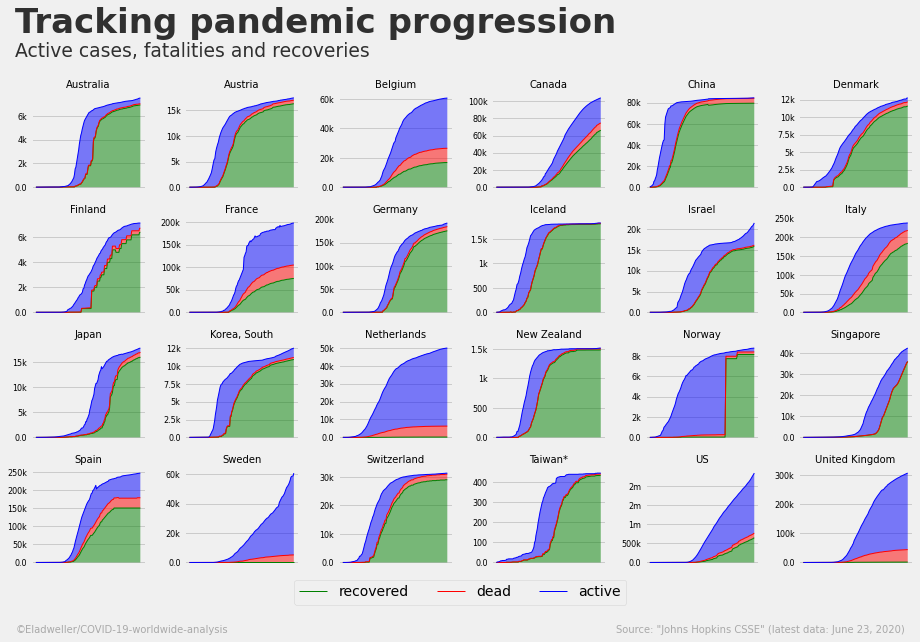 Tracking pandemic progression
Active cases, fatalities and recoveries
Australia Austria Belgium Canada China Denmark
6k 4k 2k 0.0
15k 10k 5k 0.0
60k 40k 20k 0.0
100k 80k 60k 40k 20k 0.0
80k 60k 40k 20k 0.0
12k 10k 7.5k 5k 2.5k 0.0
Finland France Germany Iceland Israel Italy
6k 4k 2k 0.0
200k 150k 100k 50k 0.0
200k 150k 100k 50k 0.0
1.5k 1k 500 0.0
20k 15k 10k 5k 0.0
250k 200k 150k 100k 50k 0.0
Japan Korea, South Netherlands New Zealand Norway Singapore
15k 10k 5k 0.0
12k 10k 7.5k 5k 2.5k 0.0
50k 40k 30k 20k 10k 0.0
1.5k 1k 500 0.0
8k 6k 4k 2k 0.0
40k 30k 20k 10k 0.0
Spain Sweden Switzerland Taiwan* US United Kingdom
250k 200k 150k 100k 50k 0.0
60k 40k 20k 0.0
30k 20k 10k 0.0
400 300 200 100 0.0
2m 2m 1m 500k 0.0
300k 200k 100k 0.0
recovered dead active
©Eladweller/COVID-19-worldwide-analysis
Source: "Johns Hopkins CSSE" (latest data: June 23, 2020)